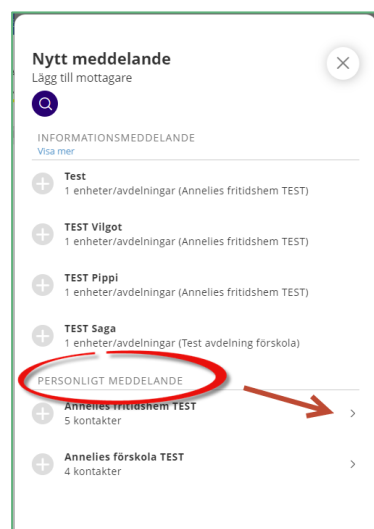 Nytt meddelande
Lägg till mottagare
INFORMATIONSMEDDELANDE
Visa mer
Test
1 enheter/avdelningar (Annelies fritidshem TEST)
TEST Vilgot
1 enheter/avdelningar (Annelies fritidshem TEST)
TEST Pippi
1 enheter/avdelningar (Annelies fritidshem TEST)
TEST Saga
1 enheter/avdelningar (Test avdelning förskola)
PERSONLIGT MEDDELANDE
Annelies fritidshem TEST
5 kontakter
Annelies förskola TEST
4 kontakter